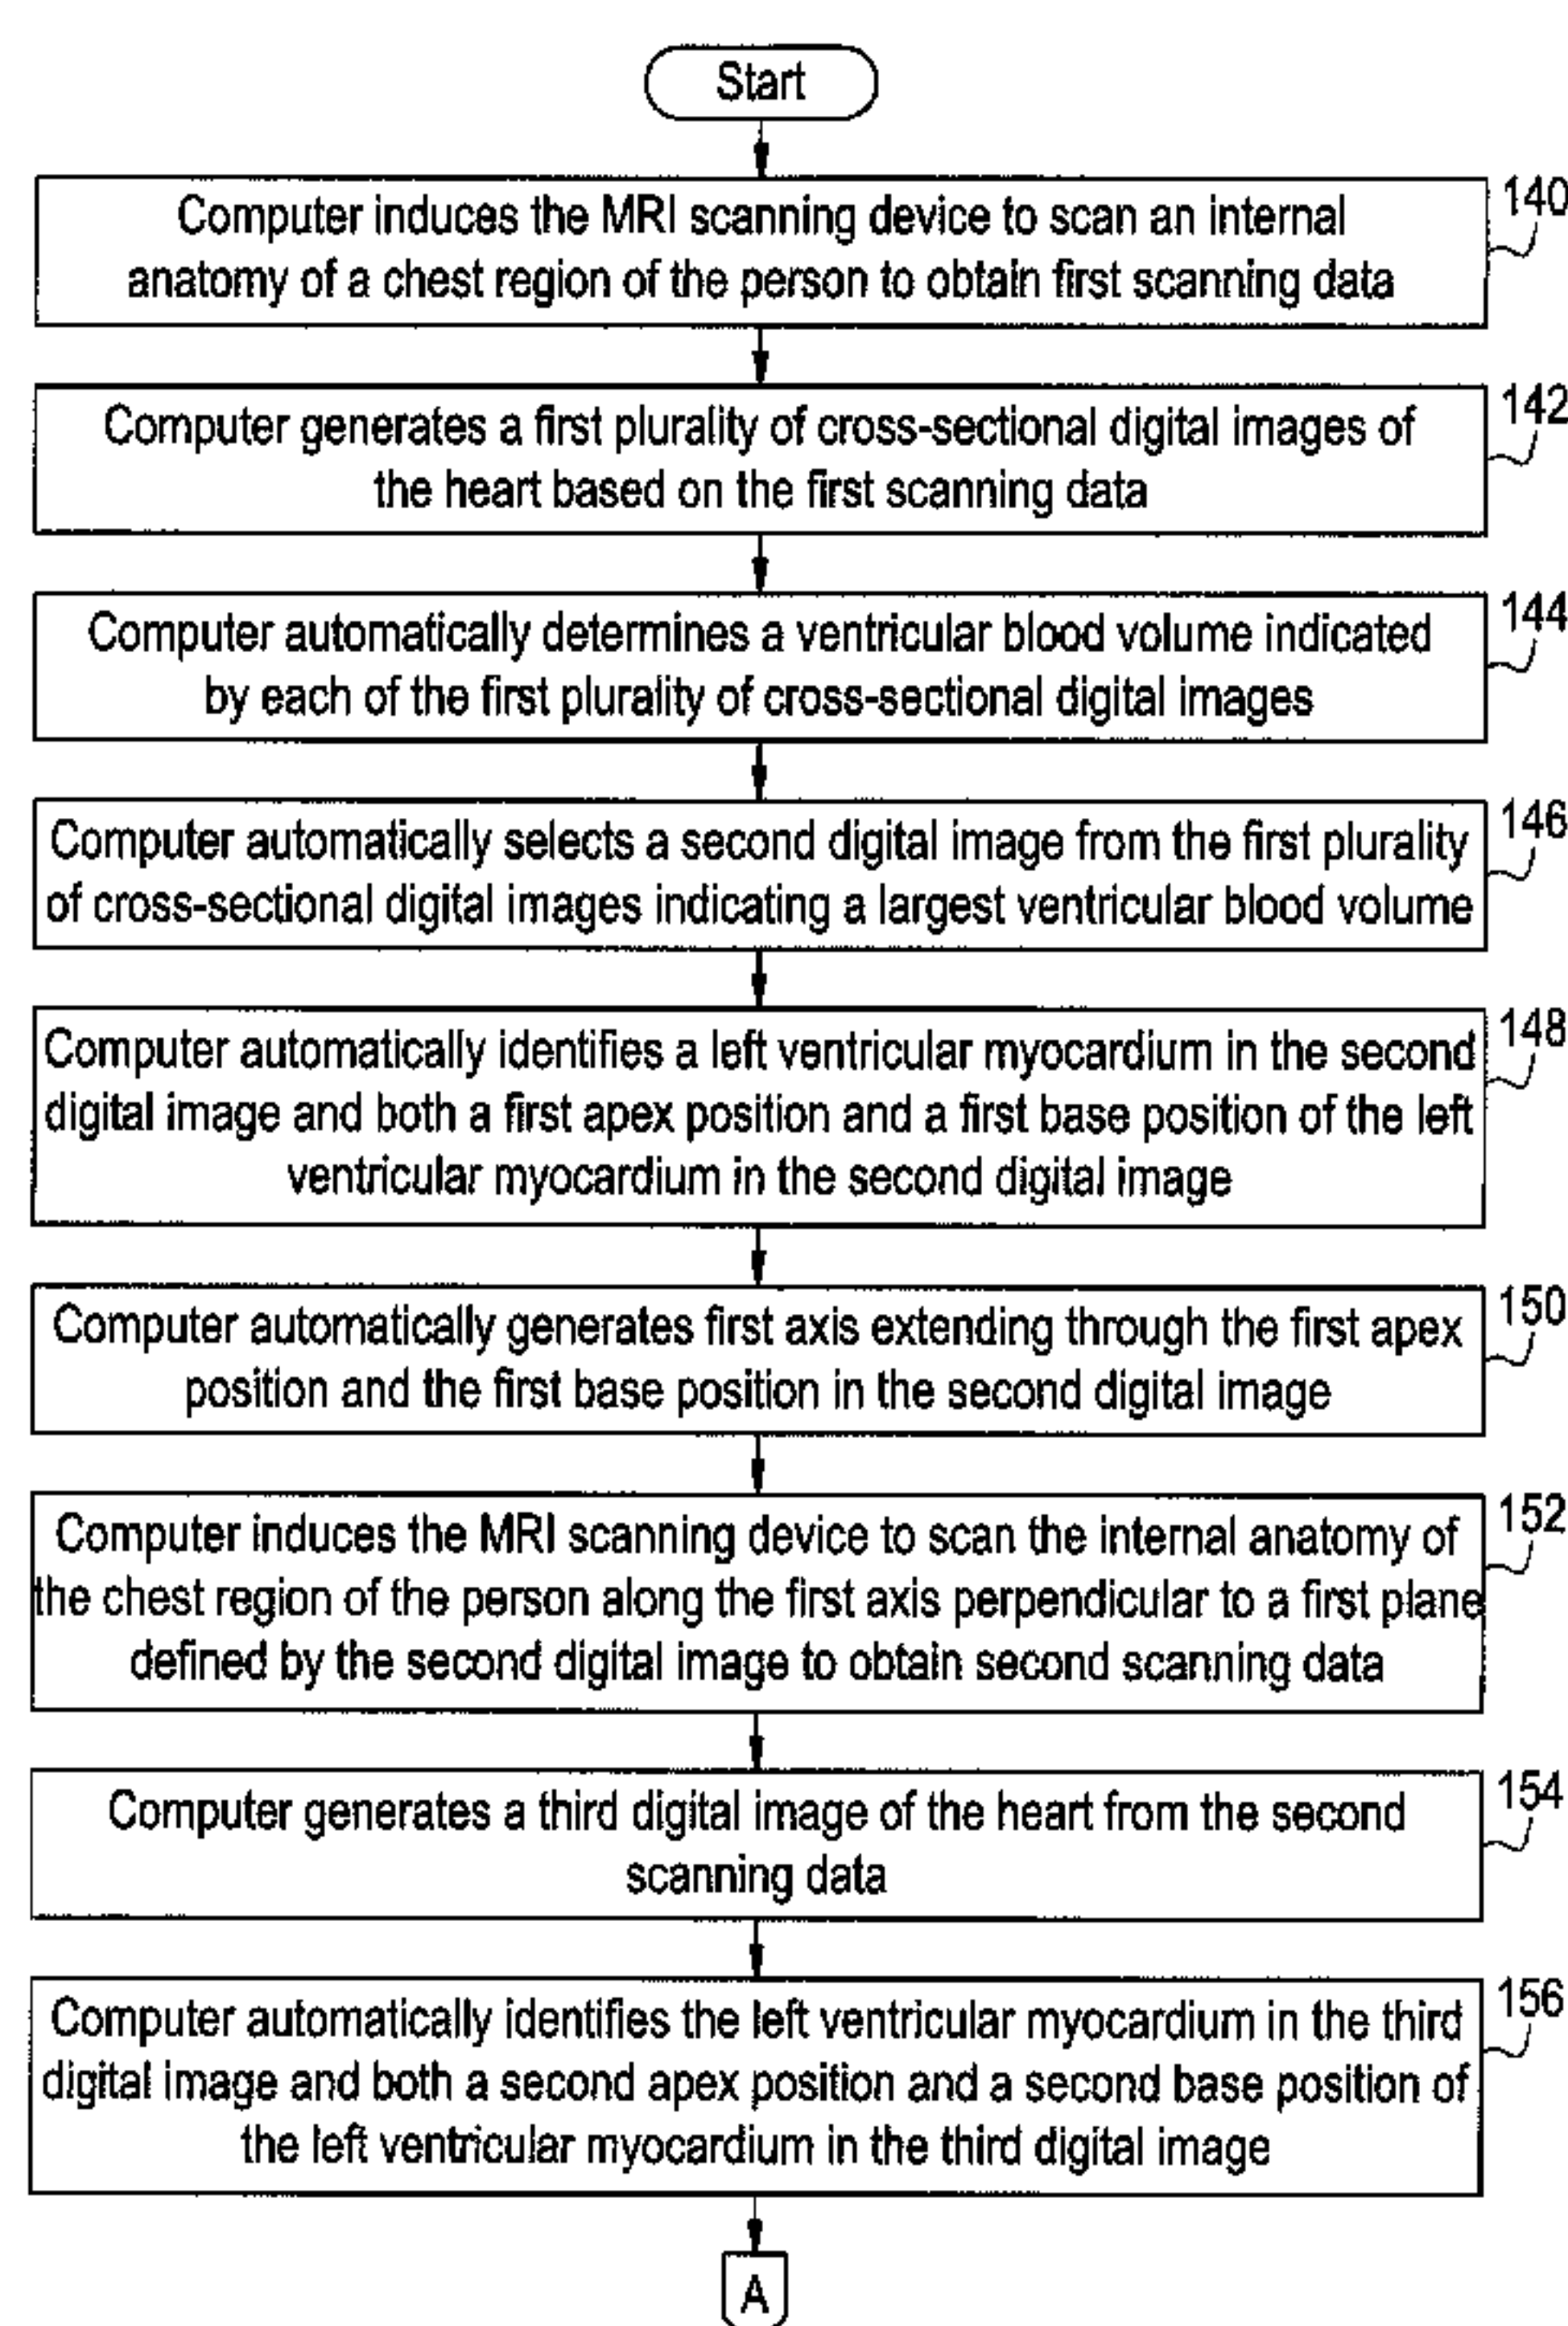 Start
140
Computer induces the MRI scanning device to scan an internal
anatomy of a chest region of the person to obtain first scanning data
142
Computer generates a first plurality of cross-sectional digital images of
the heart based on the first scanning data
144
Computer automatically determines a ventricular blood volume indicated
by each of the first plurality of cross-sectional digital images
146
Computer automatically selects a second digital image from the first plurality
of cross-sectional digital images indicating a largest ventricular blood volume
148
Computer automatically identifies a left ventricular myocardium in the second
digital image and both a first apex position and a first base position of the left
ventricular myocardium in the second digital image
150
Computer automatically generates first axis extending through the first apex
position and the first base position in the second digital image
152
Computer induces the MRI scanning device to scan the internal anatomy of
the chest region of the person along the first axis perpendicular to a first plane
defined by the second digital image to obtain second scanning data
154
Computer generates a third digital image of the heart from the second
scanning data
156
Computer automatically identifies the left ventricular myocardium in the third
digital image and both a second apex position and a second base position of
the left ventricular myocardium in the third digital image
A